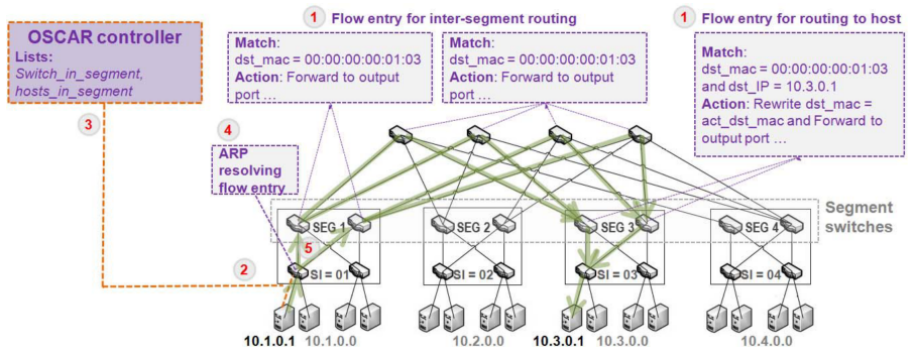 1 Flow entry for inter-segment routing
1 Flow entry for routing to host
OSCAR controller
Lists:
Switch_in_segment,
hosts_in_segment
Match:
dst_mac = 00:00:00:00:01:03
Action: Forward to output
port ...
Match:
dst_mac = 00:00:00:00:01:03
Action: Forward to output
port ...
Match:
dst_mac = 00:00:00:00:01:03
and dst_IP = 10.3.0.1
Action: Rewrite dst_mac =
act_dst_mac and Forward to
output port ...
3
4
ARP
resolving
flow entry
Segment
switches
SEG 1
SEG 2
SEG 3
SEG 4
5
2
SI = 01
SI = 02
SI = 03
SI = 04
10.1.0.1 10.1.0.0 10.2.0.0 10.3.0.1 10.3.0.0 10.4.0.0